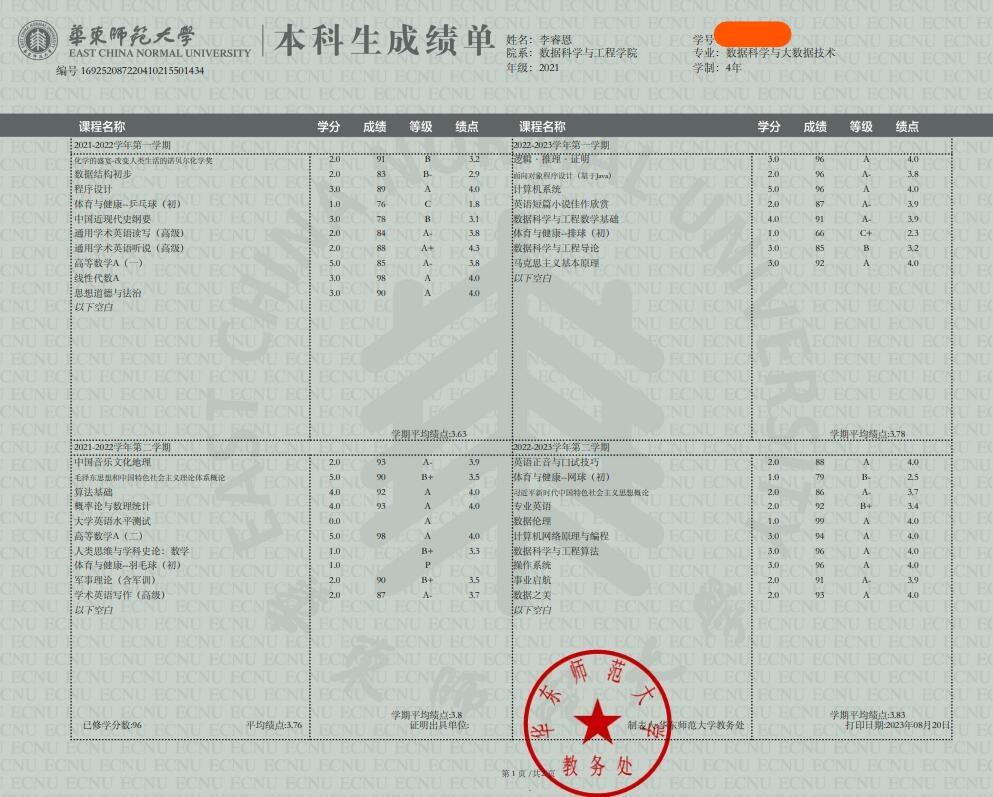 華東師範大學
EAST CHINA NORMAL UNIVERSITY
本科生成绩单
编号 169252087220410215501434
姓名：李睿恩
学号
院系：数据科学与工程学院
专业：数据科学与大数据技术
年级：2021
学制：4年
课程名称 学分 成绩 等级 绩点
课程名称 学分 成绩 等级 绩点
2021-2022学年第一学期
化学的盛宴-改变人类生活的诺贝尔化学奖 2.0 91 B 3.2
数据结构初步 2.0 83 B- 2.9
程序设计 3.0 89 A 4.0
体育与健康--乒乓球（初） 1.0 76 C 1.8
中国近现代史纲要 3.0 78 B 3.1
通用学术英语读写（高级） 2.0 84 A- 3.8
通用学术英语听说（高级） 2.0 88 A+ 4.3
高等数学A（一） 5.0 85 A- 3.8
线性代数A 3.0 98 A 4.0
思想道德与法治 3.0 90 A 4.0
以下空白
学期平均绩点:3.63
2022-2023学年第一学期
逻辑·推理·证明 3.0 96 A 4.0
面向对象程序设计（基于Java） 2.0 96 A- 3.8
计算机系统 5.0 96 A 4.0
英语短篇小说佳作欣赏 2.0 87 A- 3.9
数据科学与工程数学基础 4.0 91 A- 3.9
体育与健康--排球（初） 1.0 66 C+ 2.3
数据科学与工程导论 3.0 85 B 3.2
马克思主义基本原理 3.0 92 A 4.0
以下空白
学期平均绩点:3.78
2021-2022学年第二学期
中国音乐文化地理 2.0 93 A- 3.9
毛泽东思想和中国特色社会主义理论体系概论 5.0 90 B+ 3.5
算法基础 4.0 92 A 4.0
概率论与数理统计 4.0 93 A 4.0
大学英语水平测试 0.0 A
高等数学A（二） 5.0 98 A 4.0
人类思维与学科史论：数学 1.0 B+ 3.3
体育与健康--羽毛球（初） 1.0 P
军事理论（含军训） 2.0 90 B+ 3.5
学术英语写作（高级） 2.0 87 A- 3.7
以下空白
学期平均绩点:3.8
2022-2023学年第二学期
英语正音与口试技巧 2.0 88 A 4.0
体育与健康--网球（初） 1.0 79 B- 2.5
习近平新时代中国特色社会主义思想概论 2.0 86 A- 3.7
专业英语 2.0 92 B+ 3.4
数据伦理 1.0 99 A 4.0
计算机网络原理与编程 3.0 94 A 4.0
数据科学与工程算法 3.0 96 A 4.0
操作系统 3.0 96 A 4.0
事业启航 2.0 91 A- 3.9
数据之美 2.0 93 A 4.0
以下空白
学期平均绩点:3.83
已修学分数:96 平均绩点:3.76 证明出具单位: 制表人:华东师范大学教务处 打印日期:2023年08月20日
华东师范大学
教务处
第 1 页 /共 页